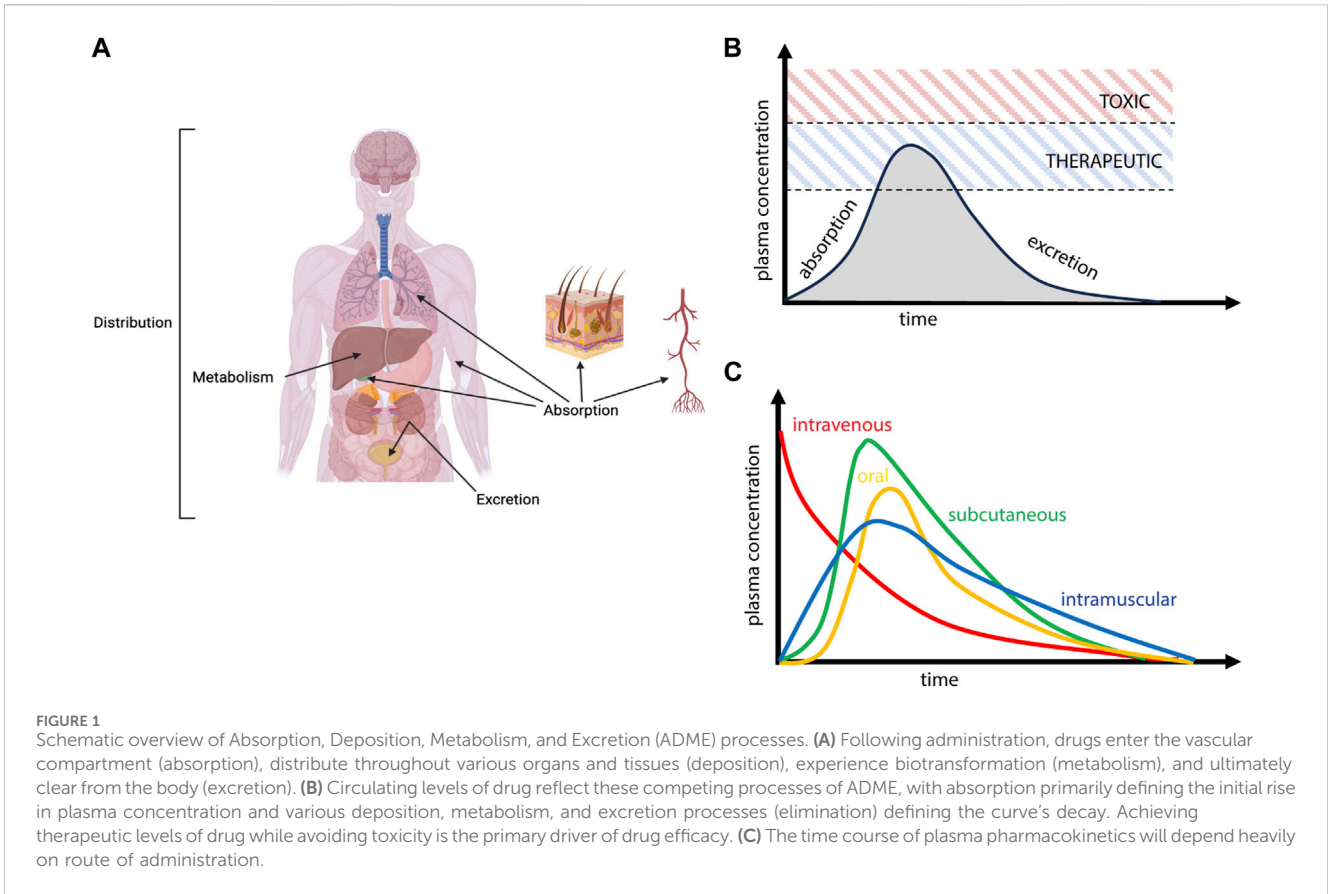 A
Distribution
Metabolism
Absorption
Excretion
B
plasma concentration
TOXIC
THERAPEUTIC
absorption
excretion
time
C
plasma concentration
intravenous
oral
subcutaneous
intramuscular
time
FIGURE 1
Schematic overview of Absorption, Deposition, Metabolism, and Excretion (ADME) processes. (A) Following administration, drugs enter the vascular
compartment (absorption), distribute throughout various organs and tissues (deposition), experience biotransformation (metabolism), and ultimately
clear from the body (excretion). (B) Circulating levels of drug reflect these competing processes of ADME, with absorption primarily defining the initial rise
in plasma concentration and various deposition, metabolism, and excretion processes (elimination) defining the curve's decay. Achieving
therapeutic levels of drug while avoiding toxicity is the primary driver of drug efficacy. (C) The time course of plasma pharmacokinetics will depend heavily
on route of administration.